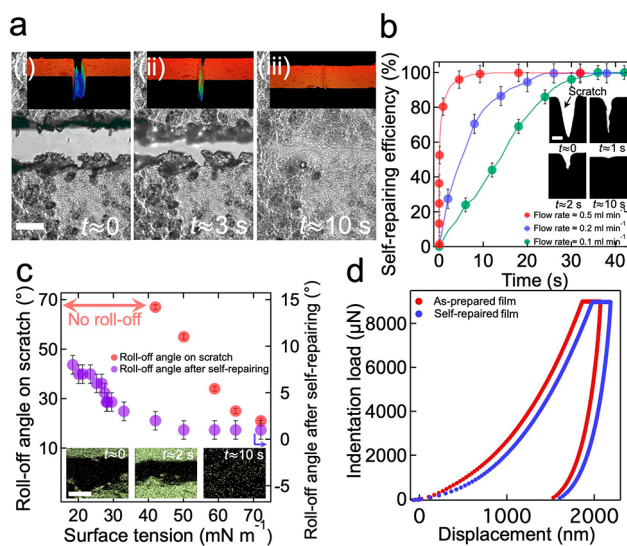 a
i)
ii)
iii)
t≈0
t≈3 s
t≈10 s
b
Self-repairing efficiency (%)
100
80
60
40
20
0
0
10
20
30
40
Time (s)
Scratch
t≈0
t≈1 s
t≈2 s
t≈10 s
Flow rate ≈ 0.5 ml min⁻¹
Flow rate ≈ 0.2 ml min⁻¹
Flow rate ≈ 0.1 ml min⁻¹
c
Roll-off angle on scratch (°)
70
50
40
30
10
No roll-off
Roll-off angle on scratch
Roll-off angle after self-repairing
t≈0
t≈2 s
t≈10 s
20
30
40
50
60
70
Surface tension (mN m⁻¹)
15
10
5
0
−5
Roll-off angle after self-repairing (°)
d
As-prepared film
Self-repaired film
Indentation load (μN)
8000
6000
4000
2000
0
0
1000
2000
Displacement (nm)